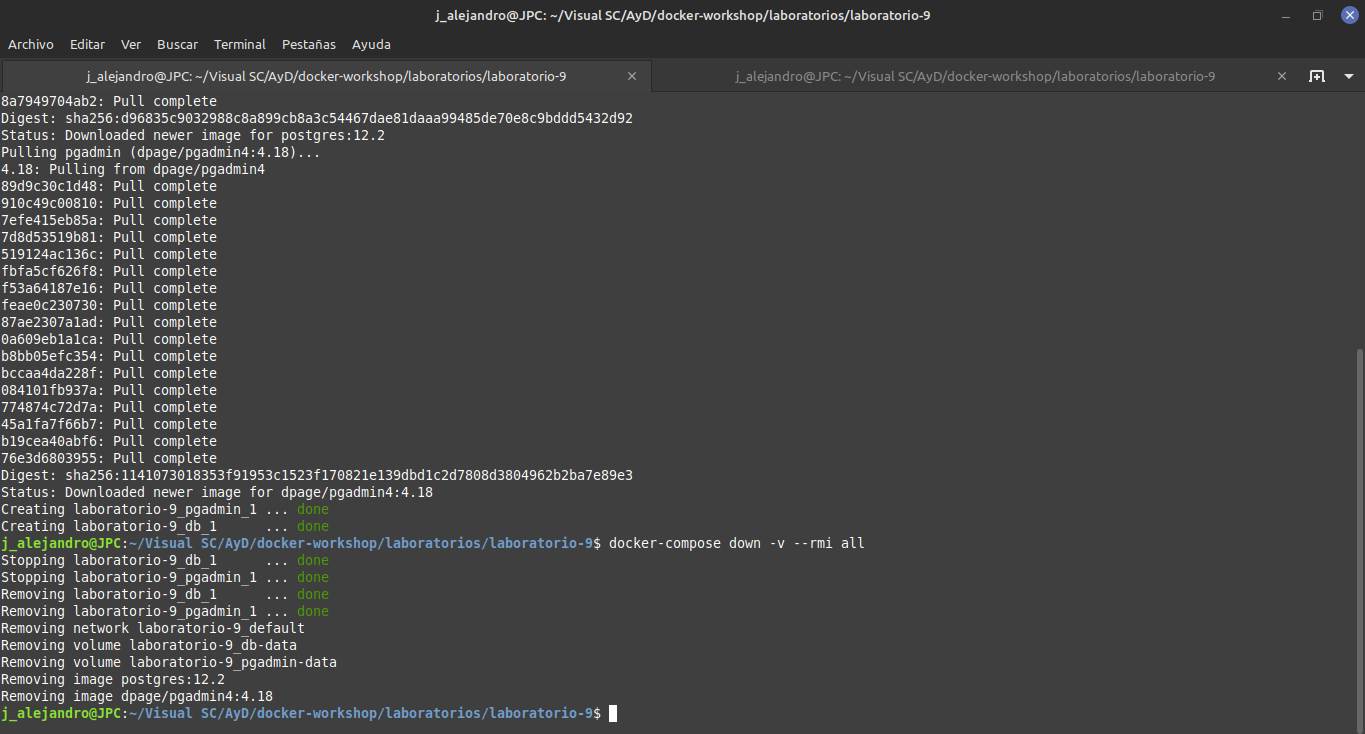 j_alejandro@JPC: ~/Visual SC/AyD/docker-workshop/laboratorios/laboratorio-9
Archivo Editar Ver Buscar Terminal Pestañas Ayuda
j_alejandro@JPC: ~/Visual SC/AyD/docker-workshop/laboratorios/laboratorio-9 j_alejandro@JPC: ~/Visual SC/AyD/docker-workshop/laboratorios/laboratorio-9
8a7949704ab2: Pull complete
Digest: sha256:d96835c9032988c8a899cb8a3c54467dae81daaa99485de70e8c9bddd5432d92
Status: Downloaded newer image for postgres:12.2
Pulling pgadmin (dpage/pgadmin4:4.18)...
4.18: Pulling from dpage/pgadmin4
89d9c30c1d48: Pull complete
910c49c00810: Pull complete
7efe415eb85a: Pull complete
7d8d53519b81: Pull complete
519124ac136c: Pull complete
fbfa5cf626f8: Pull complete
f53a64187e16: Pull complete
feae0c230730: Pull complete
87ae2307a1ad: Pull complete
0a609eb1a1ca: Pull complete
b8bb05efc354: Pull complete
bccaa4da228f: Pull complete
084101fb937a: Pull complete
774874c72d7a: Pull complete
45a1fa7f66b7: Pull complete
b19cea40abf6: Pull complete
76e3d6803955: Pull complete
Digest: sha256:1141073018353f91953c1523f170821e139dbd1c2d7808d3804962b2ba7e89e3
Status: Downloaded newer image for dpage/pgadmin4:4.18
Creating laboratorio-9_pgadmin_1 ... done
Creating laboratorio-9_db_1      ... done
j_alejandro@JPC:~/Visual SC/AyD/docker-workshop/laboratorios/laboratorio-9$ docker-compose down -v --rmi all
Stopping laboratorio-9_db_1      ... done
Stopping laboratorio-9_pgadmin_1 ... done
Removing laboratorio-9_db_1      ... done
Removing laboratorio-9_pgadmin_1 ... done
Removing network laboratorio-9_default
Removing volume laboratorio-9_db-data
Removing volume laboratorio-9_pgadmin-data
Removing image postgres:12.2
Removing image dpage/pgadmin4:4.18
j_alejandro@JPC:~/Visual SC/AyD/docker-workshop/laboratorios/laboratorio-9$